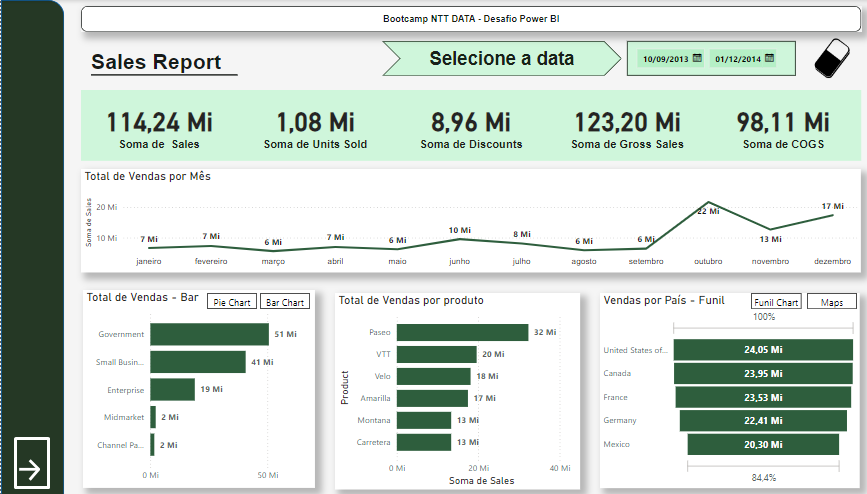 Bootcamp NTT DATA - Desafio Power BI
Sales Report
Selecione a data
10/09/2013 01/12/2014
114,24 Mi 1,08 Mi 8,96 Mi 123,20 Mi 98,11 Mi
Soma de Sales Soma de Units Sold Soma de Discounts Soma de Gross Sales Soma de COGS
Total de Vendas por Mês
Soma de Sales
20 Mi
10 Mi
7 Mi 7 Mi 6 Mi 7 Mi 6 Mi 10 Mi 8 Mi 6 Mi 6 Mi 22 Mi 13 Mi 17 Mi
janeiro fevereiro março abril maio junho julho agosto setembro outubro novembro dezembro
Total de Vendas - Bar
Pie Chart Bar Chart
Government 51 Mi
Small Busin... 41 Mi
Enterprise 19 Mi
Midmarket 2 Mi
Channel Pa... 2 Mi
0 Mi 50 Mi
Total de Vendas por produto
Product
Paseo 32 Mi
VTT 20 Mi
Velo 18 Mi
Amarilla 17 Mi
Montana 13 Mi
Carretera 13 Mi
0 Mi 20 Mi 40 Mi
Soma de Sales
Vendas por País - Funil
Funil Chart Maps
100%
United States of... 24,05 Mi
Canada 23,95 Mi
France 23,53 Mi
Germany 22,41 Mi
Mexico 20,30 Mi
84,4%